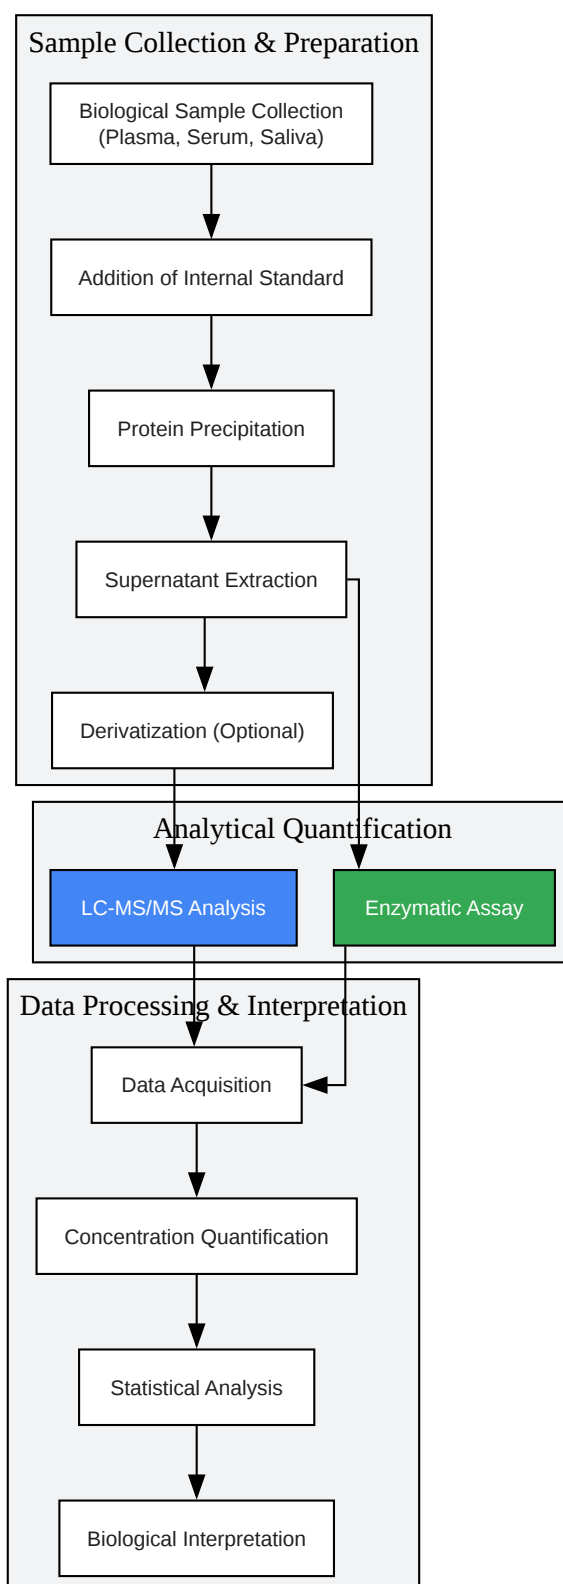 Sample Collection & Preparation
Biological Sample Collection
(Plasma, Serum, Saliva)
Addition of Internal Standard
Protein Precipitation
Supernatant Extraction
Derivatization (Optional)
Analytical Quantification
LC-MS/MS Analysis
Enzymatic Assay
Data Processing & Interpretation
Data Acquisition
Concentration Quantification
Statistical Analysis
Biological Interpretation